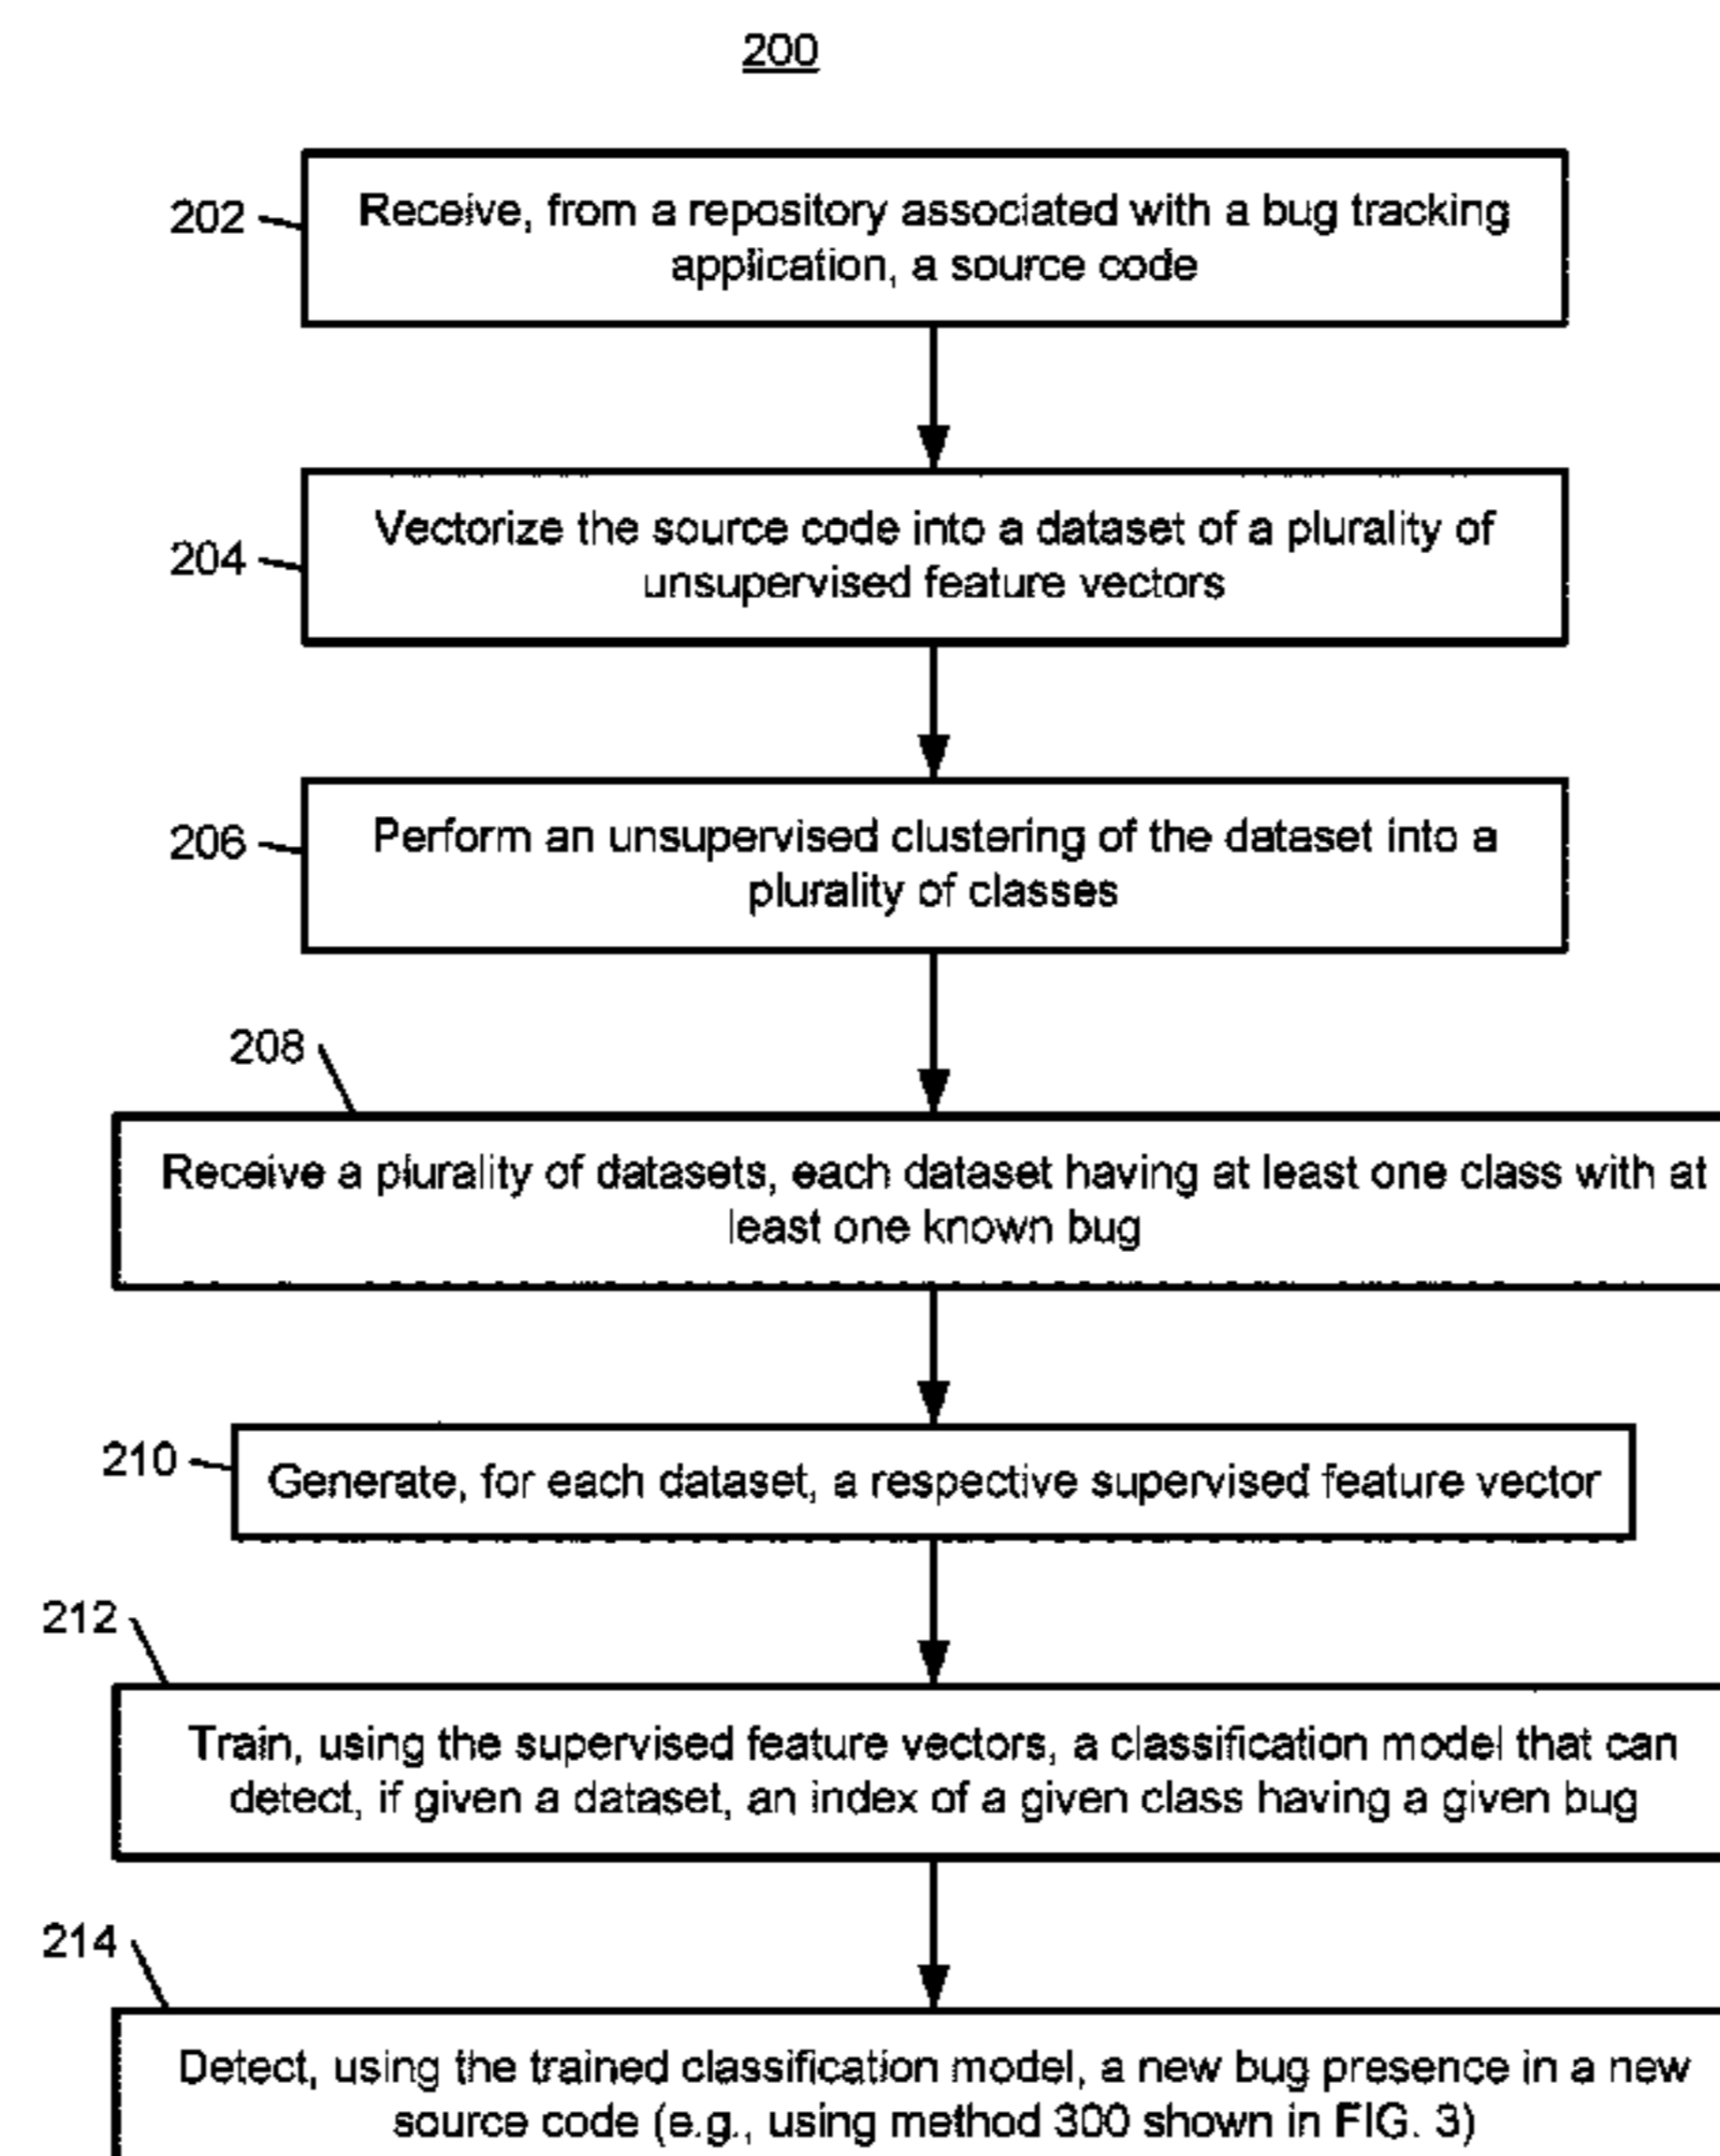 200
202
Receive, from a repository associated with a bug tracking
application, a source code
204
Vectorize the source code into a dataset of a plurality of
unsupervised feature vectors
206
Perform an unsupervised clustering of the dataset into a
plurality of classes
208
Receive a plurality of datasets, each dataset having at least one class with at
least one known bug
210
Generate, for each dataset, a respective supervised feature vector
212
Train, using the supervised feature vectors, a classification model that can
detect, if given a dataset, an index of a given class having a given bug
214
Detect, using the trained classification model, a new bug presence in a new
source code (e.g., using method 300 shown in FIG. 3)